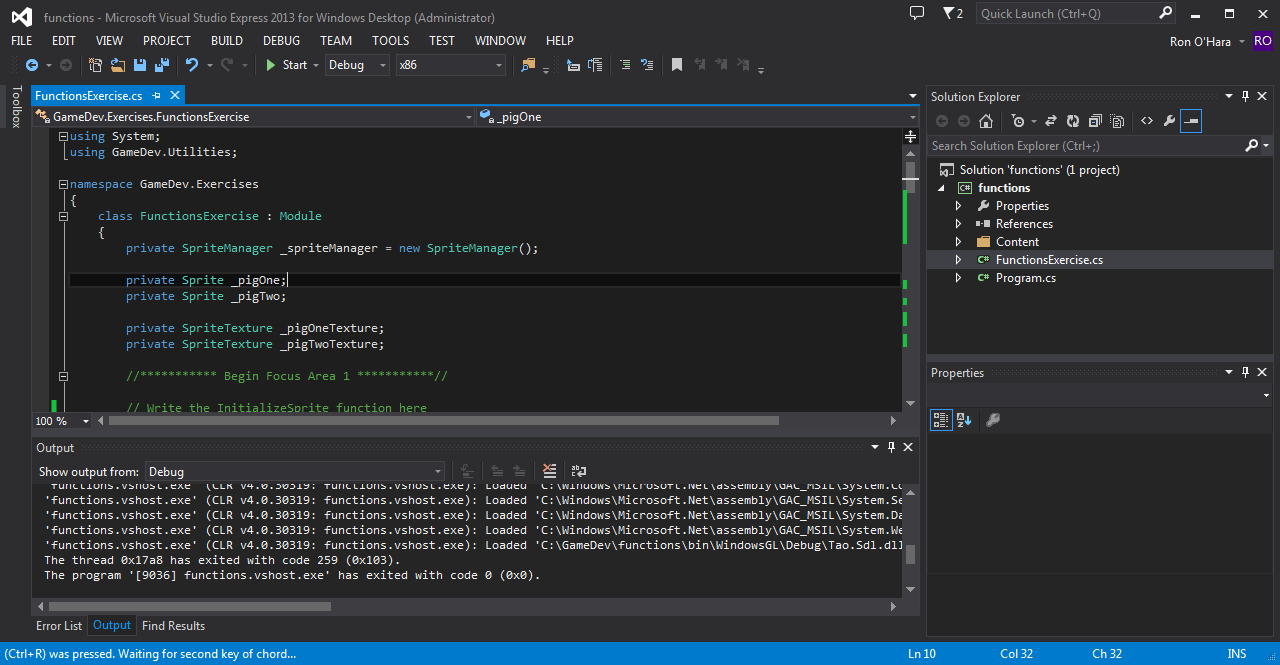 functions - Microsoft Visual Studio Express 2013 for Windows Desktop (Administrator)
2
Quick Launch (Ctrl+Q)
FILE EDIT VIEW PROJECT BUILD DEBUG TEAM TOOLS TEST WINDOW HELP
Ron O'Hara
RO
Start
Debug
x86
Toolbox
FunctionsExercise.cs
GameDev.Exercises.FunctionsExercise
_pigOne
using System;
using GameDev.Utilities;
namespace GameDev.Exercises
{
class FunctionsExercise : Module
{
private SpriteManager _spriteManager = new SpriteManager();
private Sprite _pigOne;
private Sprite _pigTwo;
private SpriteTexture _pigOneTexture;
private SpriteTexture _pigTwoTexture;
//*********** Begin Focus Area 1 ***********//
// Write the InitializeSprite function here
100 %
Output
Show output from: Debug
'functions.vshost.exe' (CLR v4.0.30319: functions.vshost.exe): Loaded 'C:\Windows\Microsoft.Net\assembly\GAC_MSIL\System.Co
'functions.vshost.exe' (CLR v4.0.30319: functions.vshost.exe): Loaded 'C:\Windows\Microsoft.Net\assembly\GAC_MSIL\System.Se
'functions.vshost.exe' (CLR v4.0.30319: functions.vshost.exe): Loaded 'C:\Windows\Microsoft.Net\assembly\GAC_MSIL\System.Da
'functions.vshost.exe' (CLR v4.0.30319: functions.vshost.exe): Loaded 'C:\Windows\Microsoft.Net\assembly\GAC_MSIL\System.We
'functions.vshost.exe' (CLR v4.0.30319: functions.vshost.exe): Loaded 'C:\GameDev\functions\bin\WindowsGL\Debug\Tao.Sdl.dll
The thread 0x17a8 has exited with code 259 (0x103).
The program '[9036] functions.vshost.exe' has exited with code 0 (0x0).
Error List Output Find Results
Solution Explorer
Search Solution Explorer (Ctrl+;)
Solution 'functions' (1 project)
C# functions
Properties
References
Content
C# FunctionsExercise.cs
C# Program.cs
Properties
(Ctrl+R) was pressed. Waiting for second key of chord...
Ln 10 Col 32 Ch 32 INS